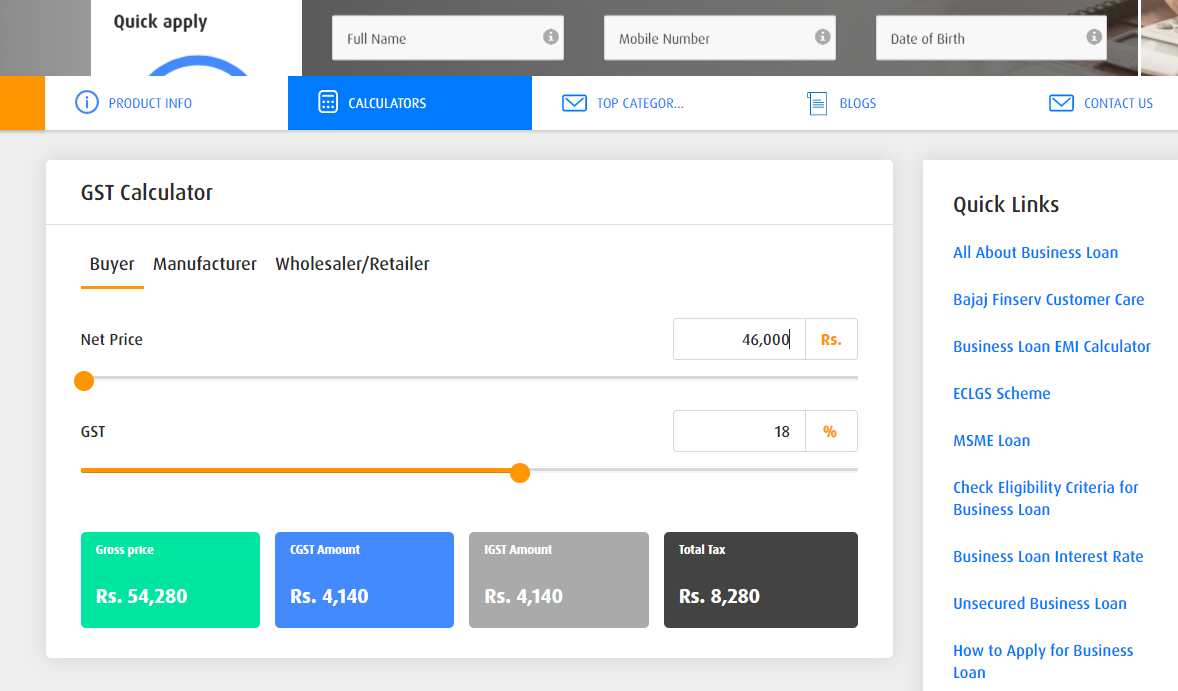 Quick apply
Full Name
Mobile Number
Date of Birth
PRODUCT INFO
CALCULATORS
TOP CATEGOR...
BLOGS
CONTACT US
GST Calculator
Buyer Manufacturer Wholesaler/Retailer
Net Price
46,000 Rs.
GST
18 %
Gross price
Rs. 54,280
CGST Amount
Rs. 4,140
IGST Amount
Rs. 4,140
Total Tax
Rs. 8,280
Quick Links
All About Business Loan
Bajaj Finserv Customer Care
Business Loan EMI Calculator
ECLGS Scheme
MSME Loan
Check Eligibility Criteria for
Business Loan
Business Loan Interest Rate
Unsecured Business Loan
How to Apply for Business
Loan